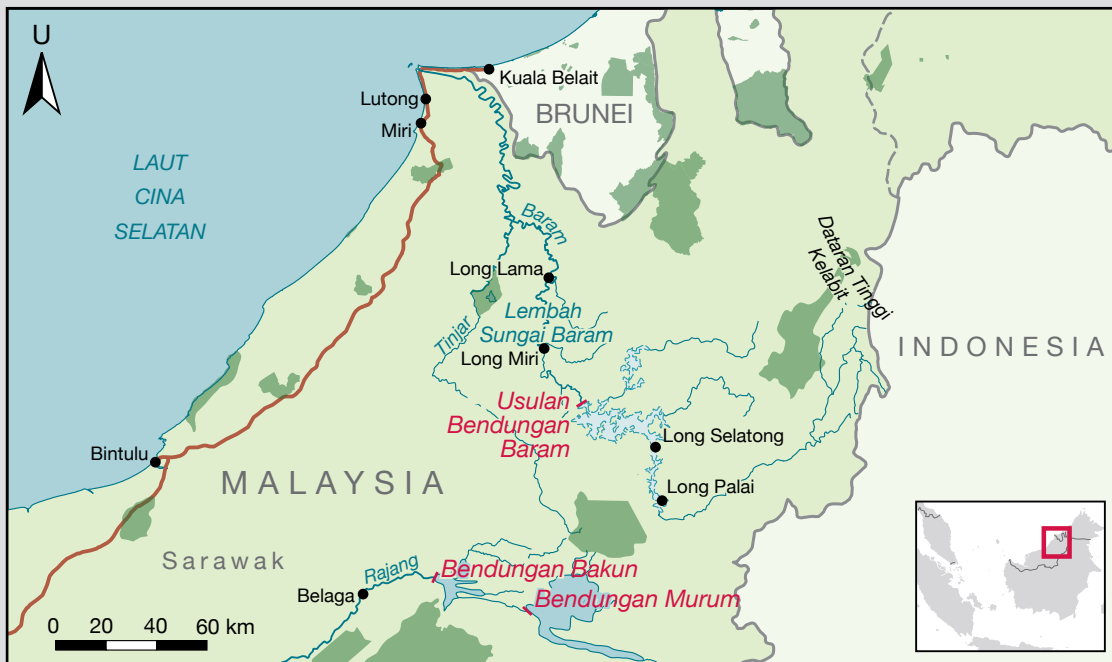 U
Kuala Belait
BRUNEI
Lutong
Miri
LAUT
CINA
SELATAN
Baram
Dataran Tinggi
Kelabit
Long Lama
Lembah
Sungai Baram
Tinjar
Long Miri
INDONESIA
Usulan
Bendungan
Baram
Long Selatong
Bintulu
MALAYSIA
Long Palai
Sarawak
Rajang
Bendungan Bakun
Belaga
Bendungan Murum
0 20 40 60 km